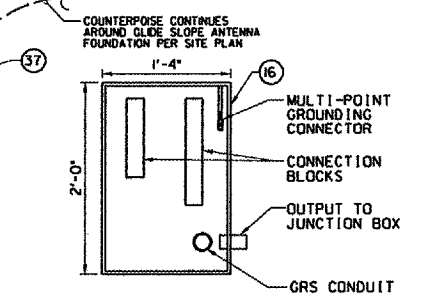 COUNTERPOISE CONTINUES
AROUND GLIDE SLOPE ANTENNA
FOUNDATION PER SITE PLAN
37
1'-4"
16
MULTI-POINT
GROUNDING
CONNECTOR
CONNECTION
BLOCKS
2'-0"
OUTPUT TO
JUNCTION BOX
GRS CONDUIT